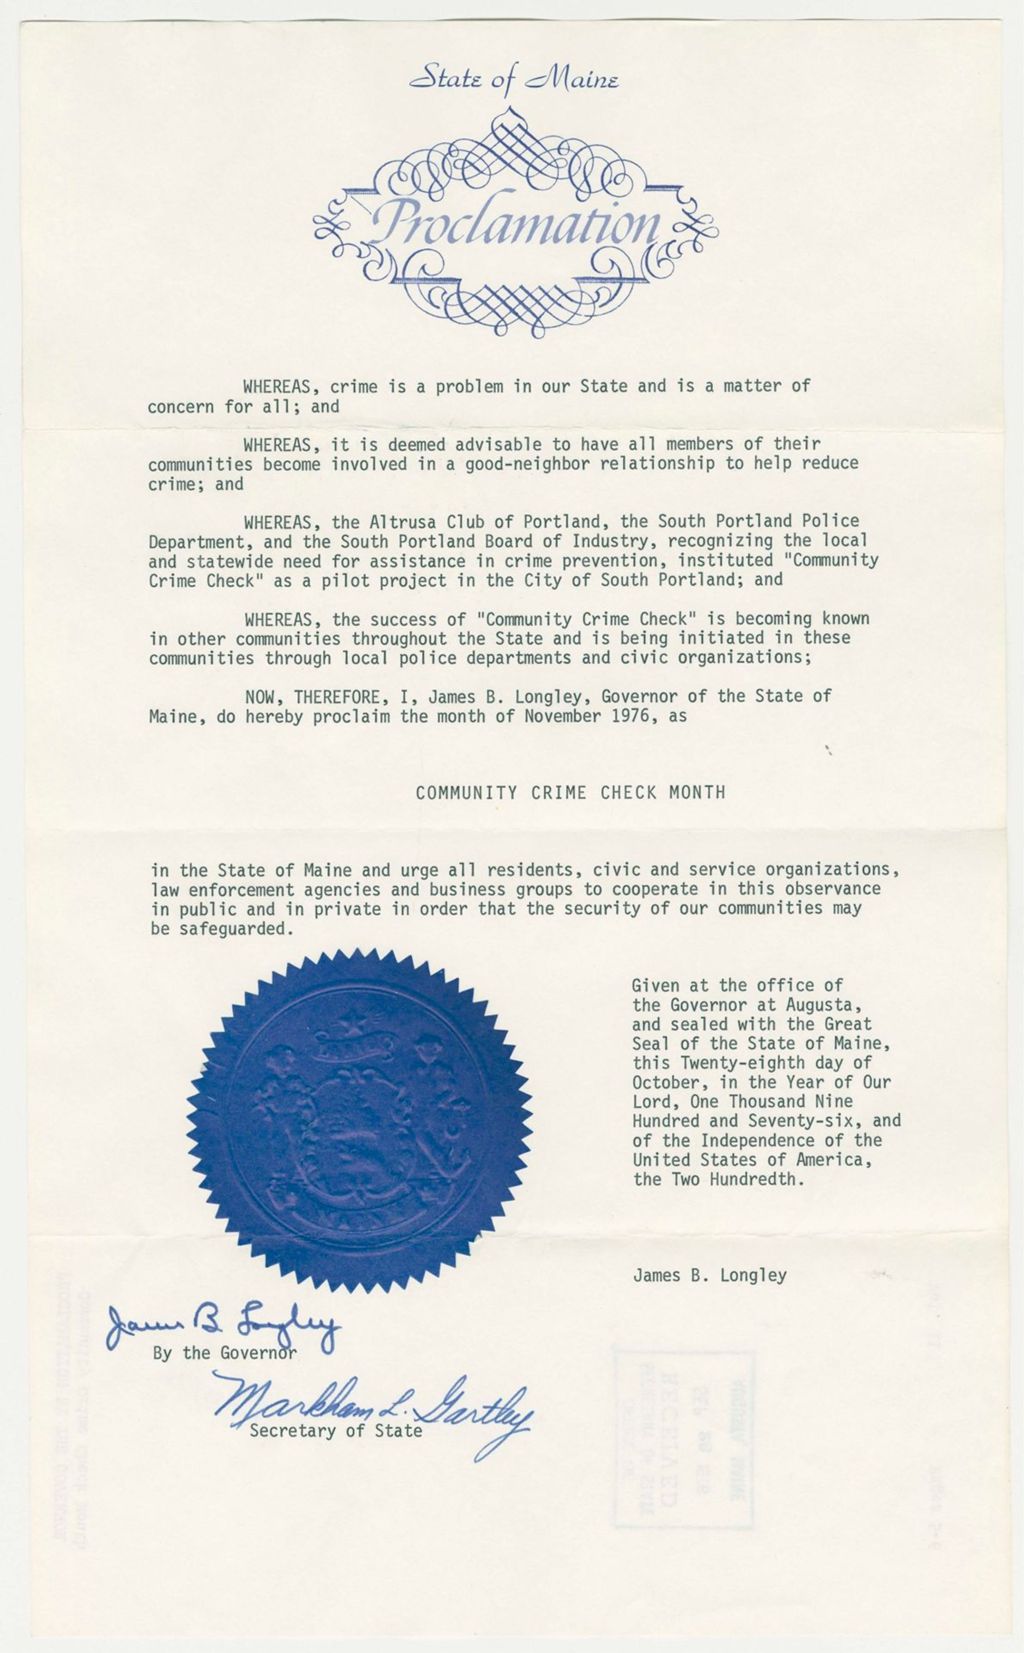 State of Maine
Proclamation
WHEREAS, crime is a problem in our State and is a matter of
concern for all; and
WHEREAS, it is deemed advisable to have all members of their
communities become involved in a good-neighbor relationship to help reduce
crime; and
WHEREAS, the Altrusa Club of Portland, the South Portland Police
Department, and the South Portland Board of Industry, recognizing the local
and statewide need for assistance in crime prevention, instituted "Community
Crime Check" as a pilot project in the City of South Portland; and
WHEREAS, the success of "Community Crime Check" is becoming known
in other communities throughout the State and is being initiated in these
communities through local police departments and civic organizations;
NOW, THEREFORE, I, James B. Longley, Governor of the State of
Maine, do hereby proclaim the month of November 1976, as
COMMUNITY CRIME CHECK MONTH
in the State of Maine and urge all residents, civic and service organizations,
law enforcement agencies and business groups to cooperate in this observance
in public and in private in order that the security of our communities may
be safeguarded.
Given at the office of
the Governor at Augusta,
and sealed with the Great
Seal of the State of Maine,
this Twenty-eighth day of
October, in the Year of Our
Lord, One Thousand Nine
Hundred and Seventy-six, and
of the Independence of the
United States of America,
the Two Hundredth.
MAINE
James B. Longley
James B. Longley
By the Governor
Markham L. Gartley
Secretary of State